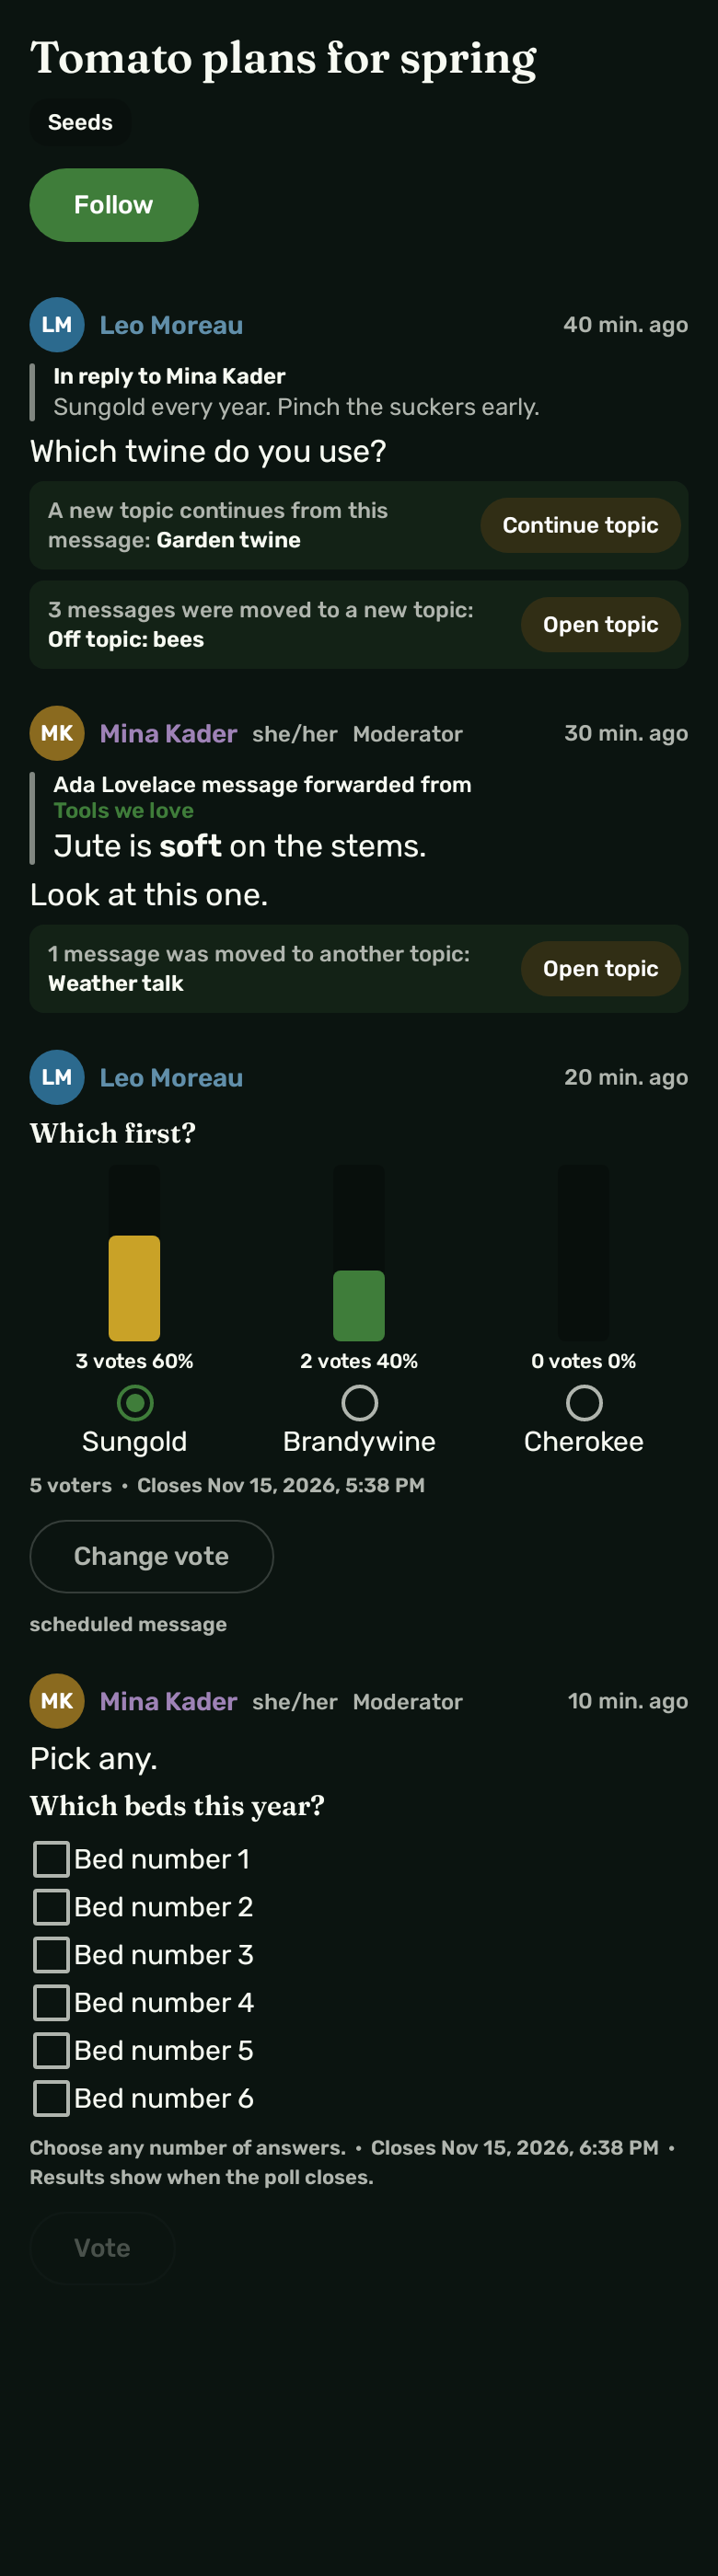 Tomato plans for spring
Seeds
Follow
LM Leo Moreau 40 min. ago
In reply to Mina Kader
Sungold every year. Pinch the suckers early.
Which twine do you use?
A new topic continues from this
message: Garden twine
Continue topic
3 messages were moved to a new topic:
Off topic: bees
Open topic
MK Mina Kader she/her Moderator 30 min. ago
Ada Lovelace message forwarded from
Tools we love
Jute is soft on the stems.
Look at this one.
1 message was moved to another topic:
Weather talk
Open topic
LM Leo Moreau 20 min. ago
Which first?
3 votes 60% 2 votes 40% 0 votes 0%
Sungold Brandywine Cherokee
5 voters • Closes Nov 15, 2026, 5:38 PM
Change vote
scheduled message
MK Mina Kader she/her Moderator 10 min. ago
Pick any.
Which beds this year?
Bed number 1
Bed number 2
Bed number 3
Bed number 4
Bed number 5
Bed number 6
Choose any number of answers. • Closes Nov 15, 2026, 6:38 PM •
Results show when the poll closes.
Vote